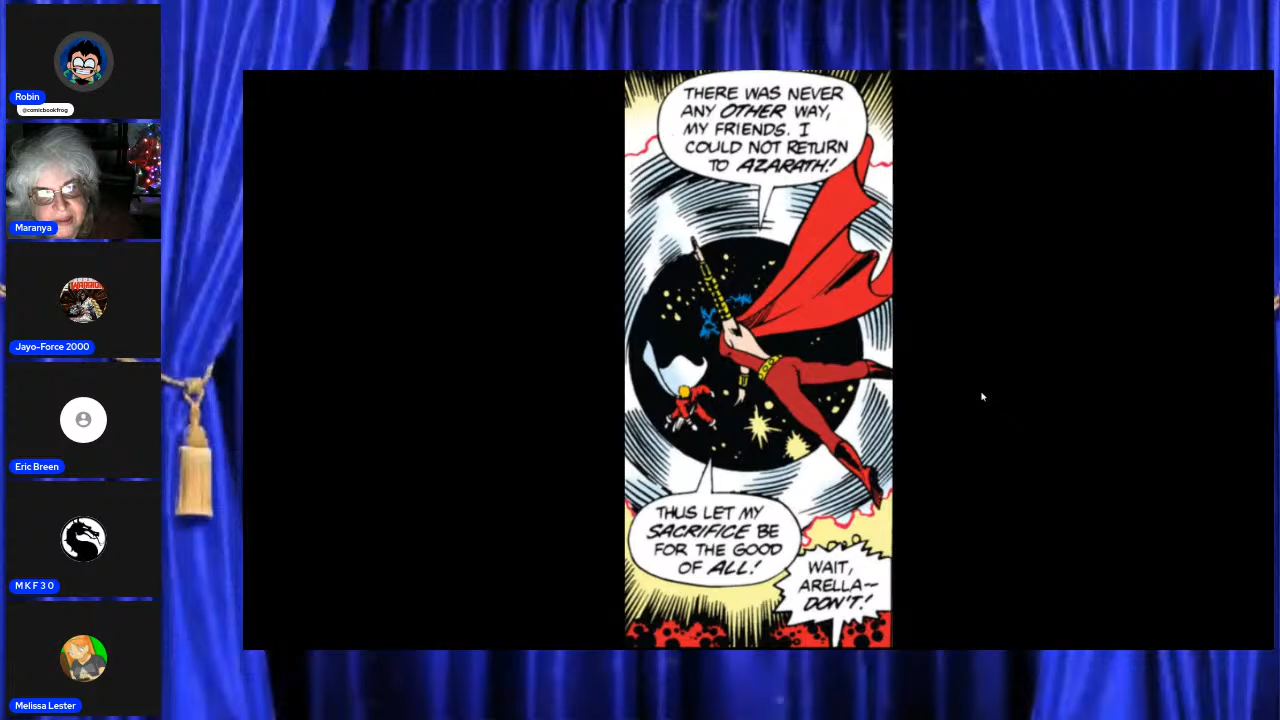 Robin
@comicbookfrog
Maranya
Jayo-Force 2000
Eric Breen
M K F 3 0
Melissa Lester
THERE WAS NEVER
ANY OTHER WAY,
MY FRIENDS. I
COULD NOT RETURN
TO AZARATH!
THUS LET MY
SACRIFICE BE
FOR THE GOOD
OF ALL!
WAIT,
ARELLA~
DON'T!